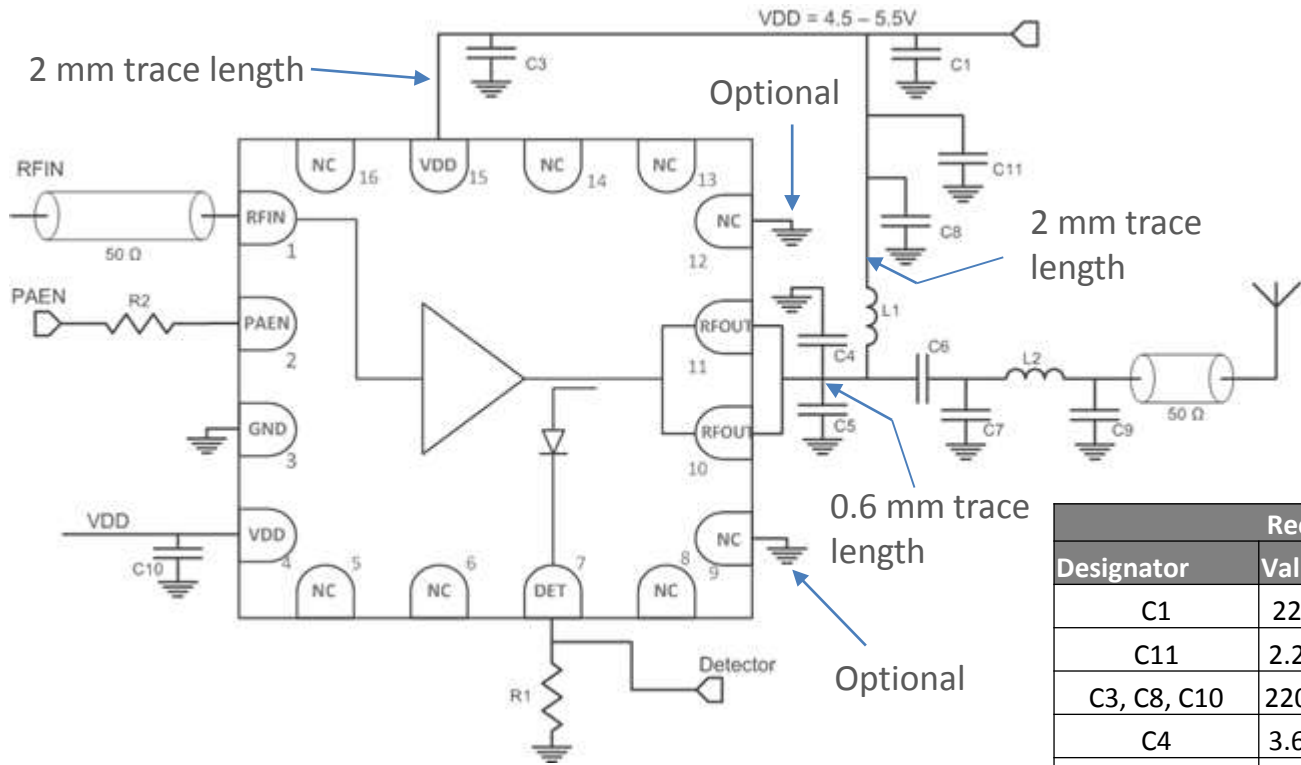 VDD = 4.5 – 5.5V
2 mm trace length
C3
C1
Optional
RFIN
NC
16
VDD
15
NC
14
NC
13
C11
RFIN
1
NC
12
C8
2 mm trace
length
50 Ω
PAEN
R2
PAEN
2
RFOUT
11
C4
L1
C6
L2
GND
3
RFOUT
10
C5
C7
C9
50 Ω
0.6 mm trace
length
VDD
VDD
4
C10
NC
9
NC
5
NC
6
DET
7
NC
8
Optional
R1
Detector
Designator
C1
C11
C3, C8, C10
C4